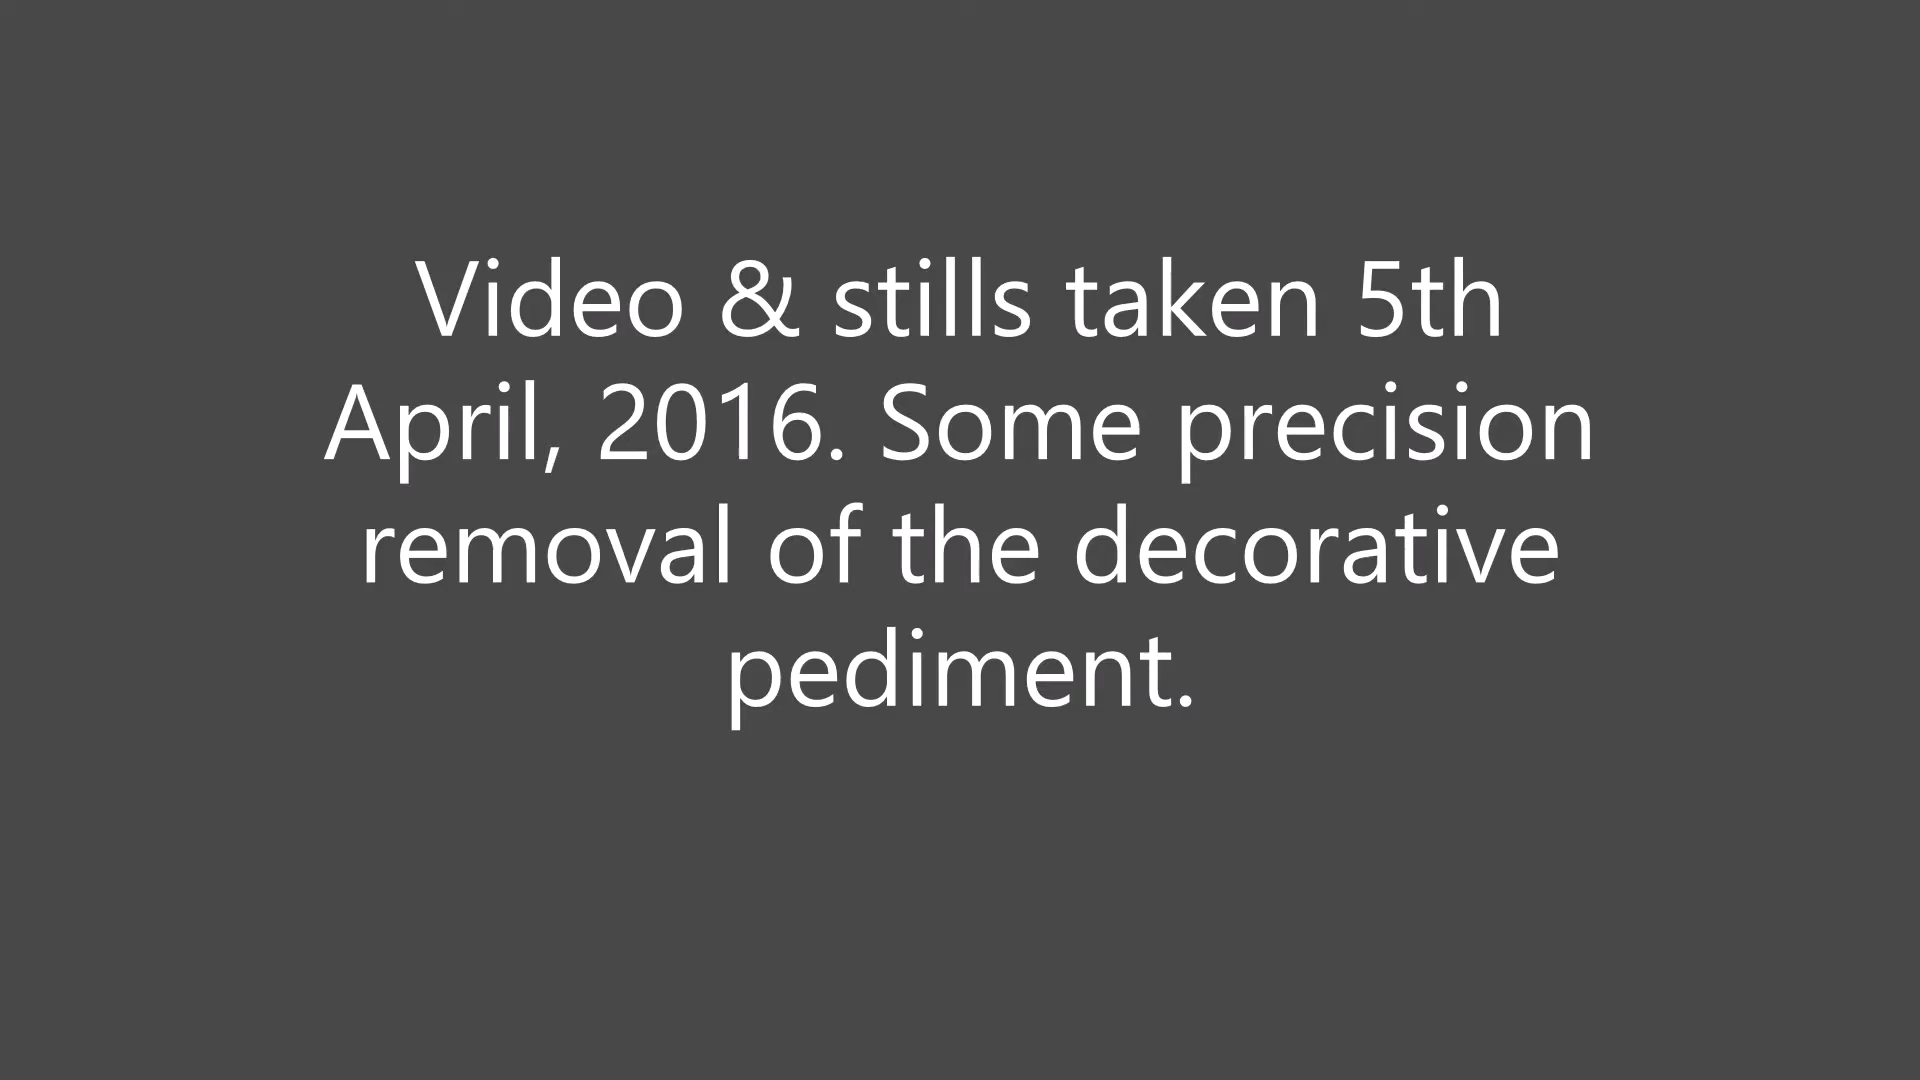 Video & stills taken 5th
April, 2016. Some precision
removal of the decorative
pediment.